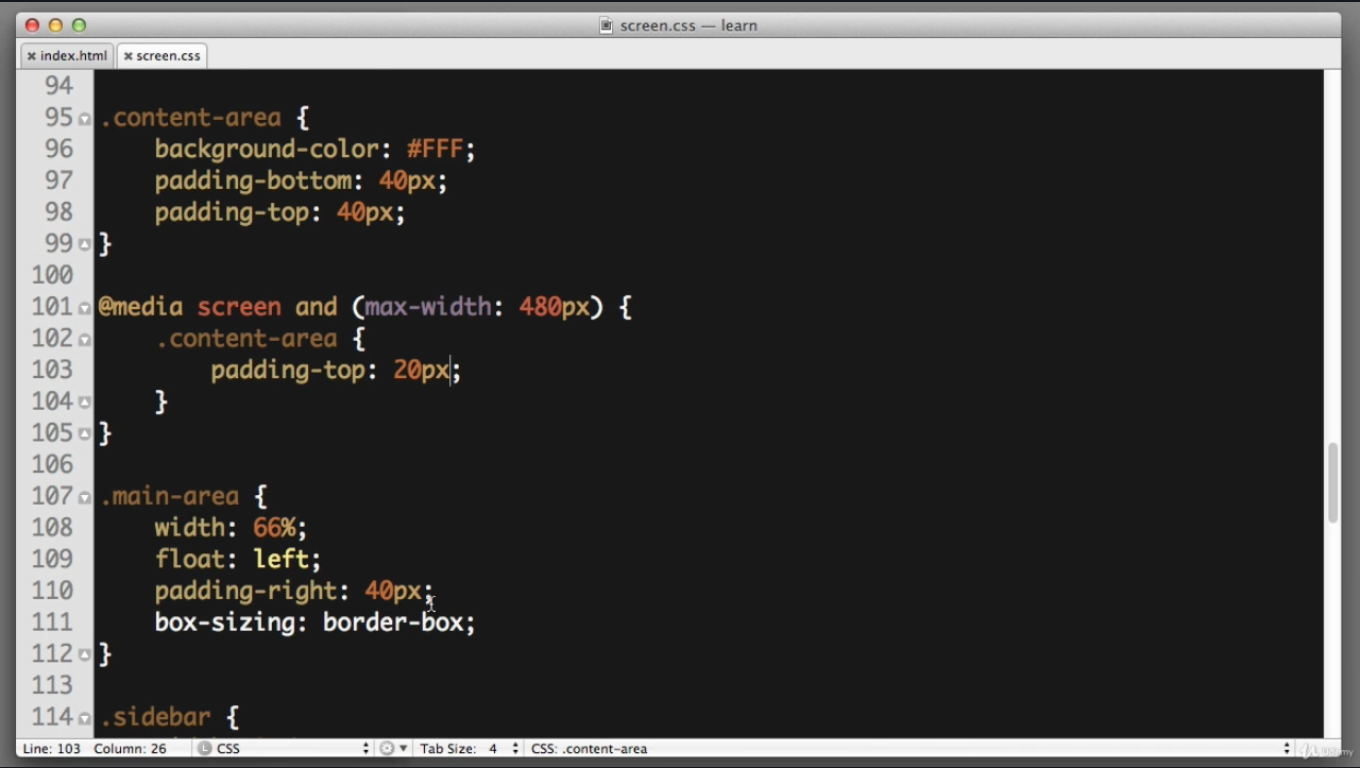 screen.css — learn
index.html screen.css
94
95 .content-area {
96     background-color: #FFF;
97     padding-bottom: 40px;
98     padding-top: 40px;
99 }
100
101 @media screen and (max-width: 480px) {
102     .content-area {
103         padding-top: 20px;
104     }
105 }
106
107 .main-area {
108     width: 66%;
109     float: left;
110     padding-right: 40px;
111     box-sizing: border-box;
112 }
113
114 .sidebar {
Line: 103 Column: 26 L CSS Tab Size: 4 CSS: .content-area
Udemy